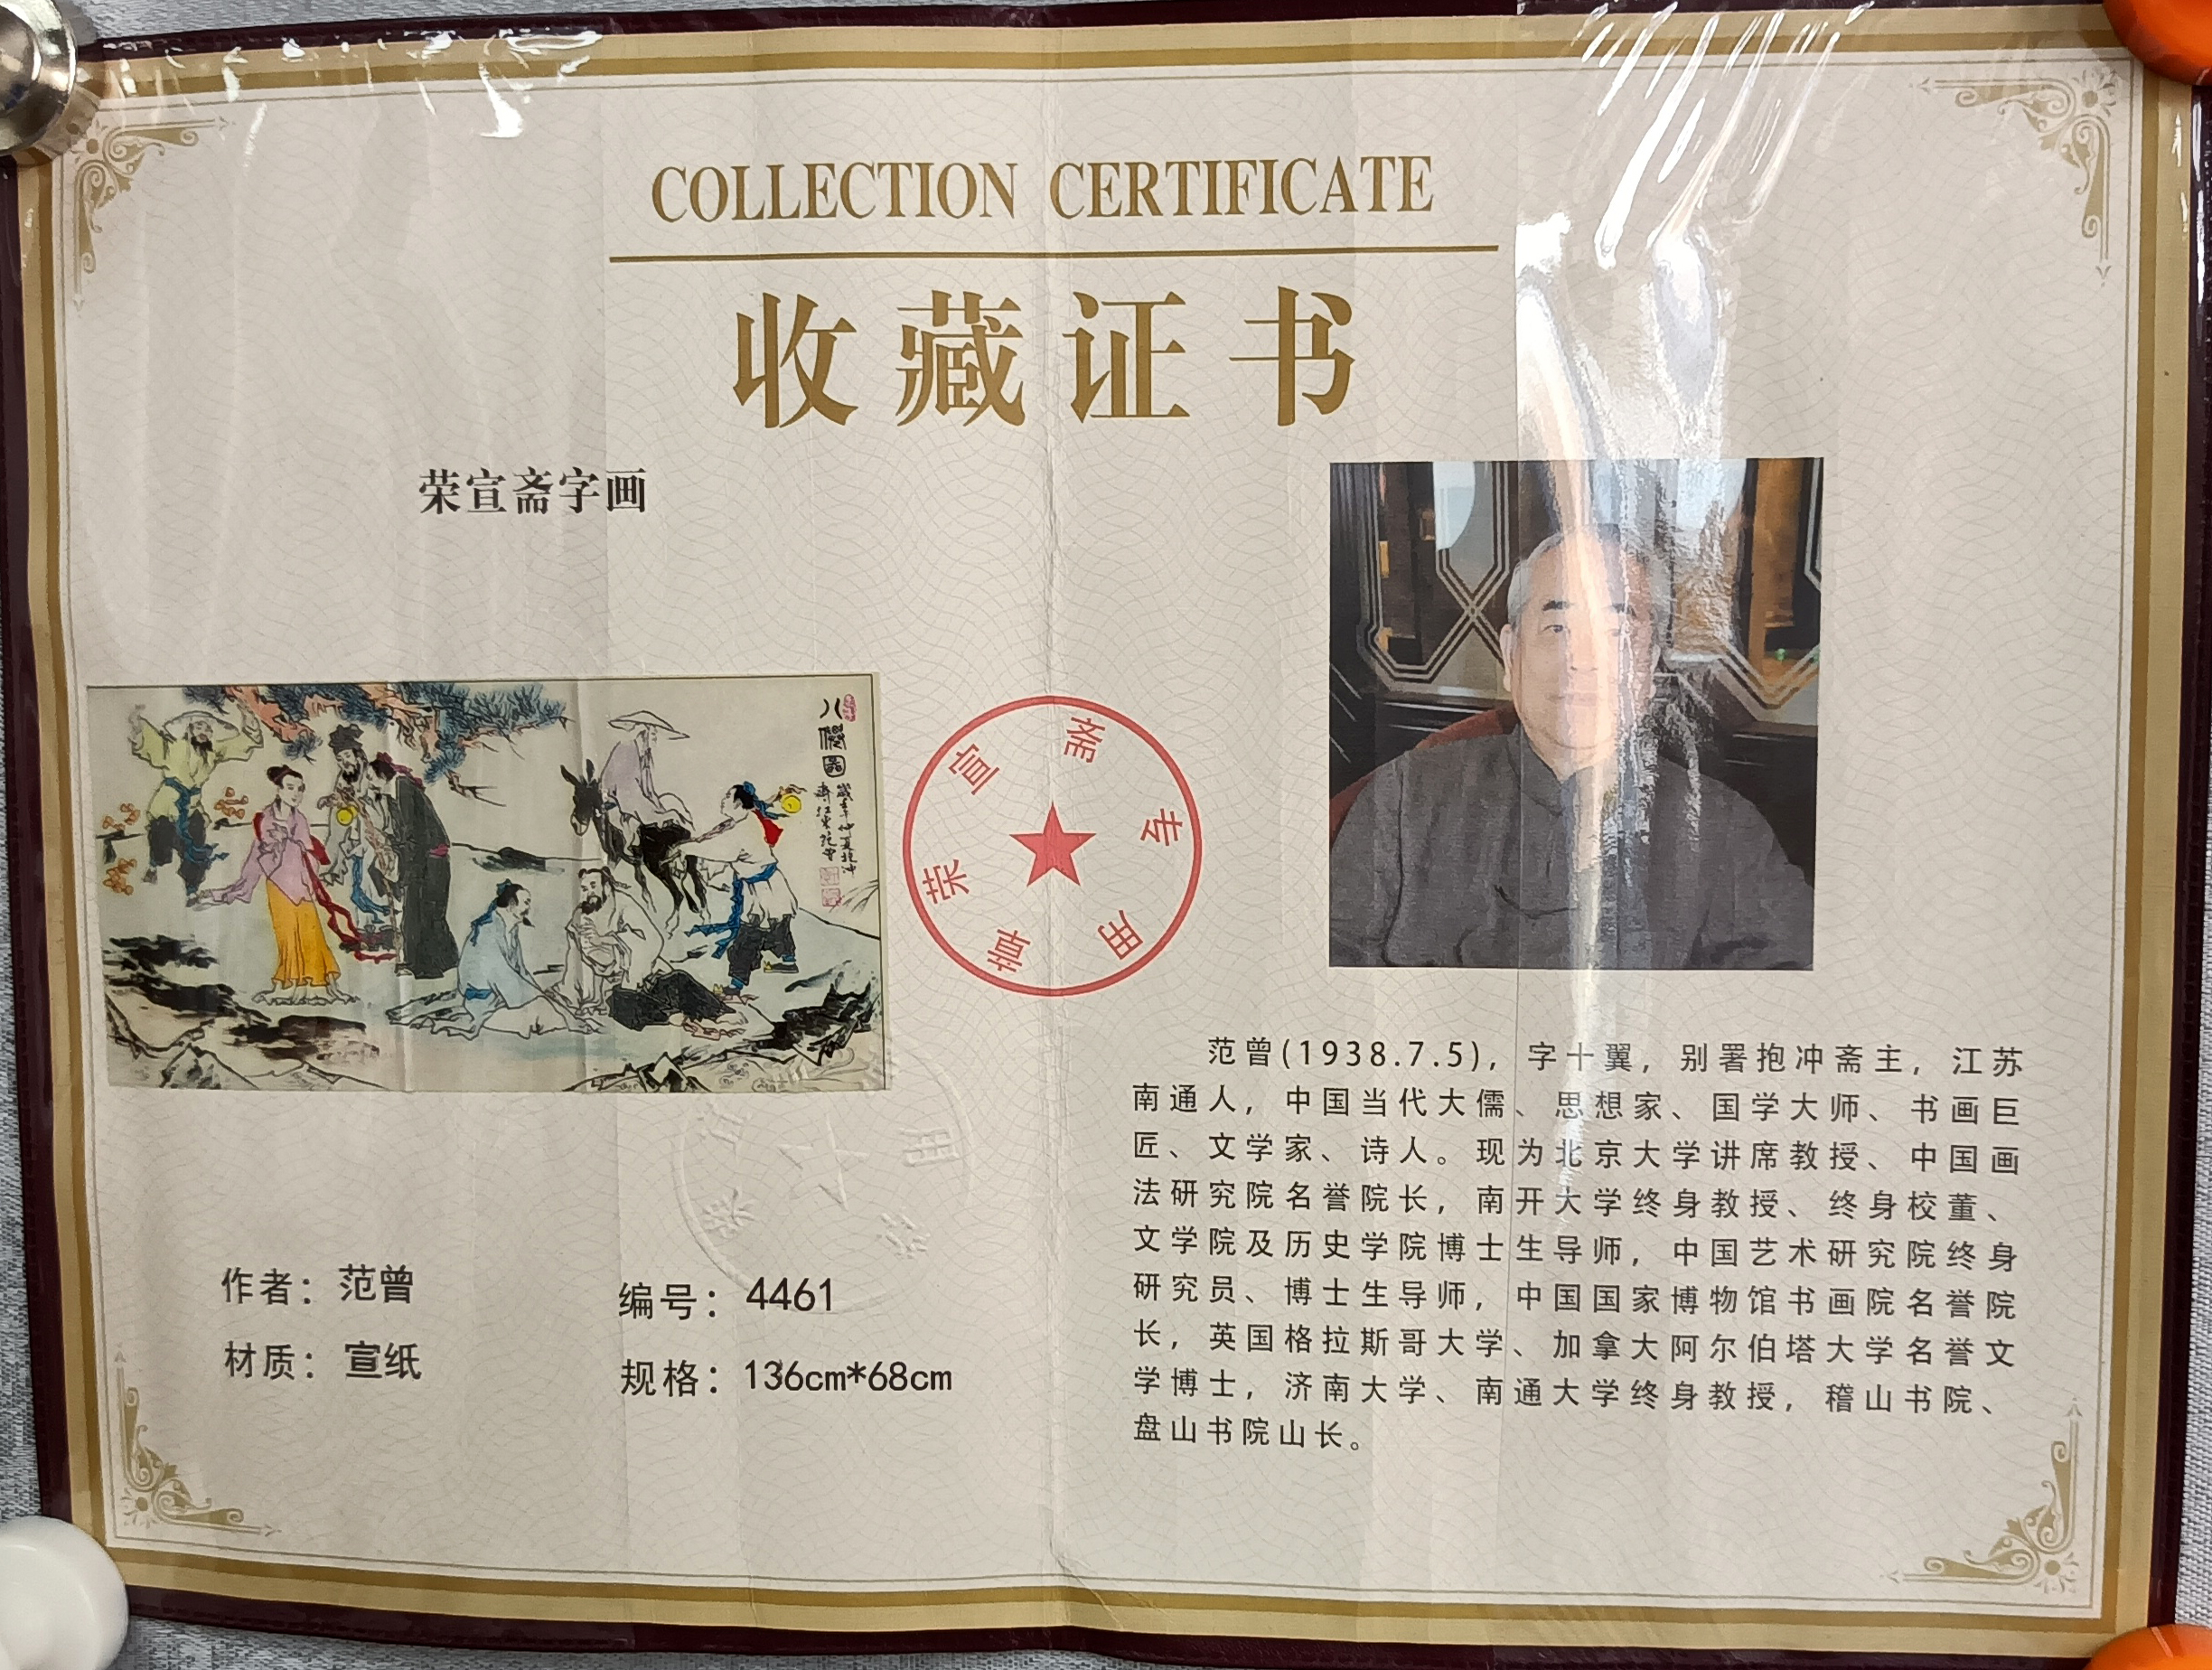 COLLECTION CERTIFICATE
收藏证书
荣宣斋字画
八仙图
荣宣斋专用章
范曾(1938.7.5)，字十翼，别署抱冲斋主，江苏
南通人，中国当代大儒、思想家、国学大师、书画巨
匠、文学家、诗人。现为北京大学讲席教授、中国画
法研究院名誉院长，南开大学终身教授、终身校董、
文学院及历史学院博士生导师，中国艺术研究院终身
研究员、博士生导师，中国国家博物馆书画院名誉院
长，英国格拉斯哥大学、加拿大阿尔伯塔大学名誉文
学博士，济南大学、南通大学终身教授，稽山书院、
盘山书院山长。
作者：范曾
编号：4461
材质：宣纸
规格：136cm*68cm